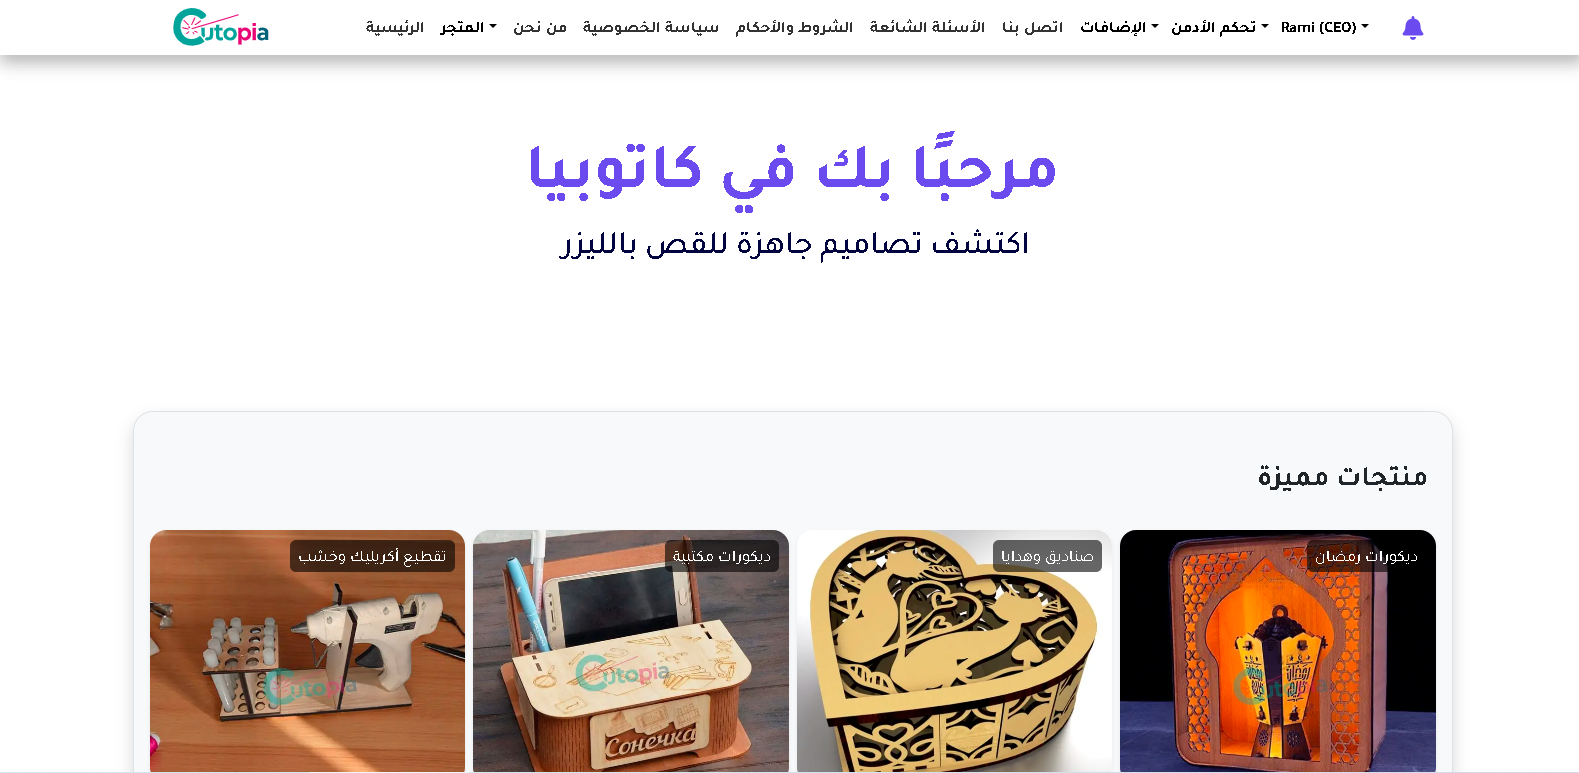 Cutopia
الرئيسية
المتجر
من نحن
سياسة الخصوصية
الشروط والأحكام
الأسئلة الشائعة
اتصل بنا
الإضافات
تحكم الأدمن
Rami (CEO)
مرحبًا بك في كاتوبيا
اكتشف تصاميم جاهزة للقص بالليزر
منتجات مميزة
ديكورات رمضان
صناديق وهدايا
ديكورات مكتبية
تقطيع أكريليك وخشب
Cutopia
Cutopia
Cutopia
Сонечка